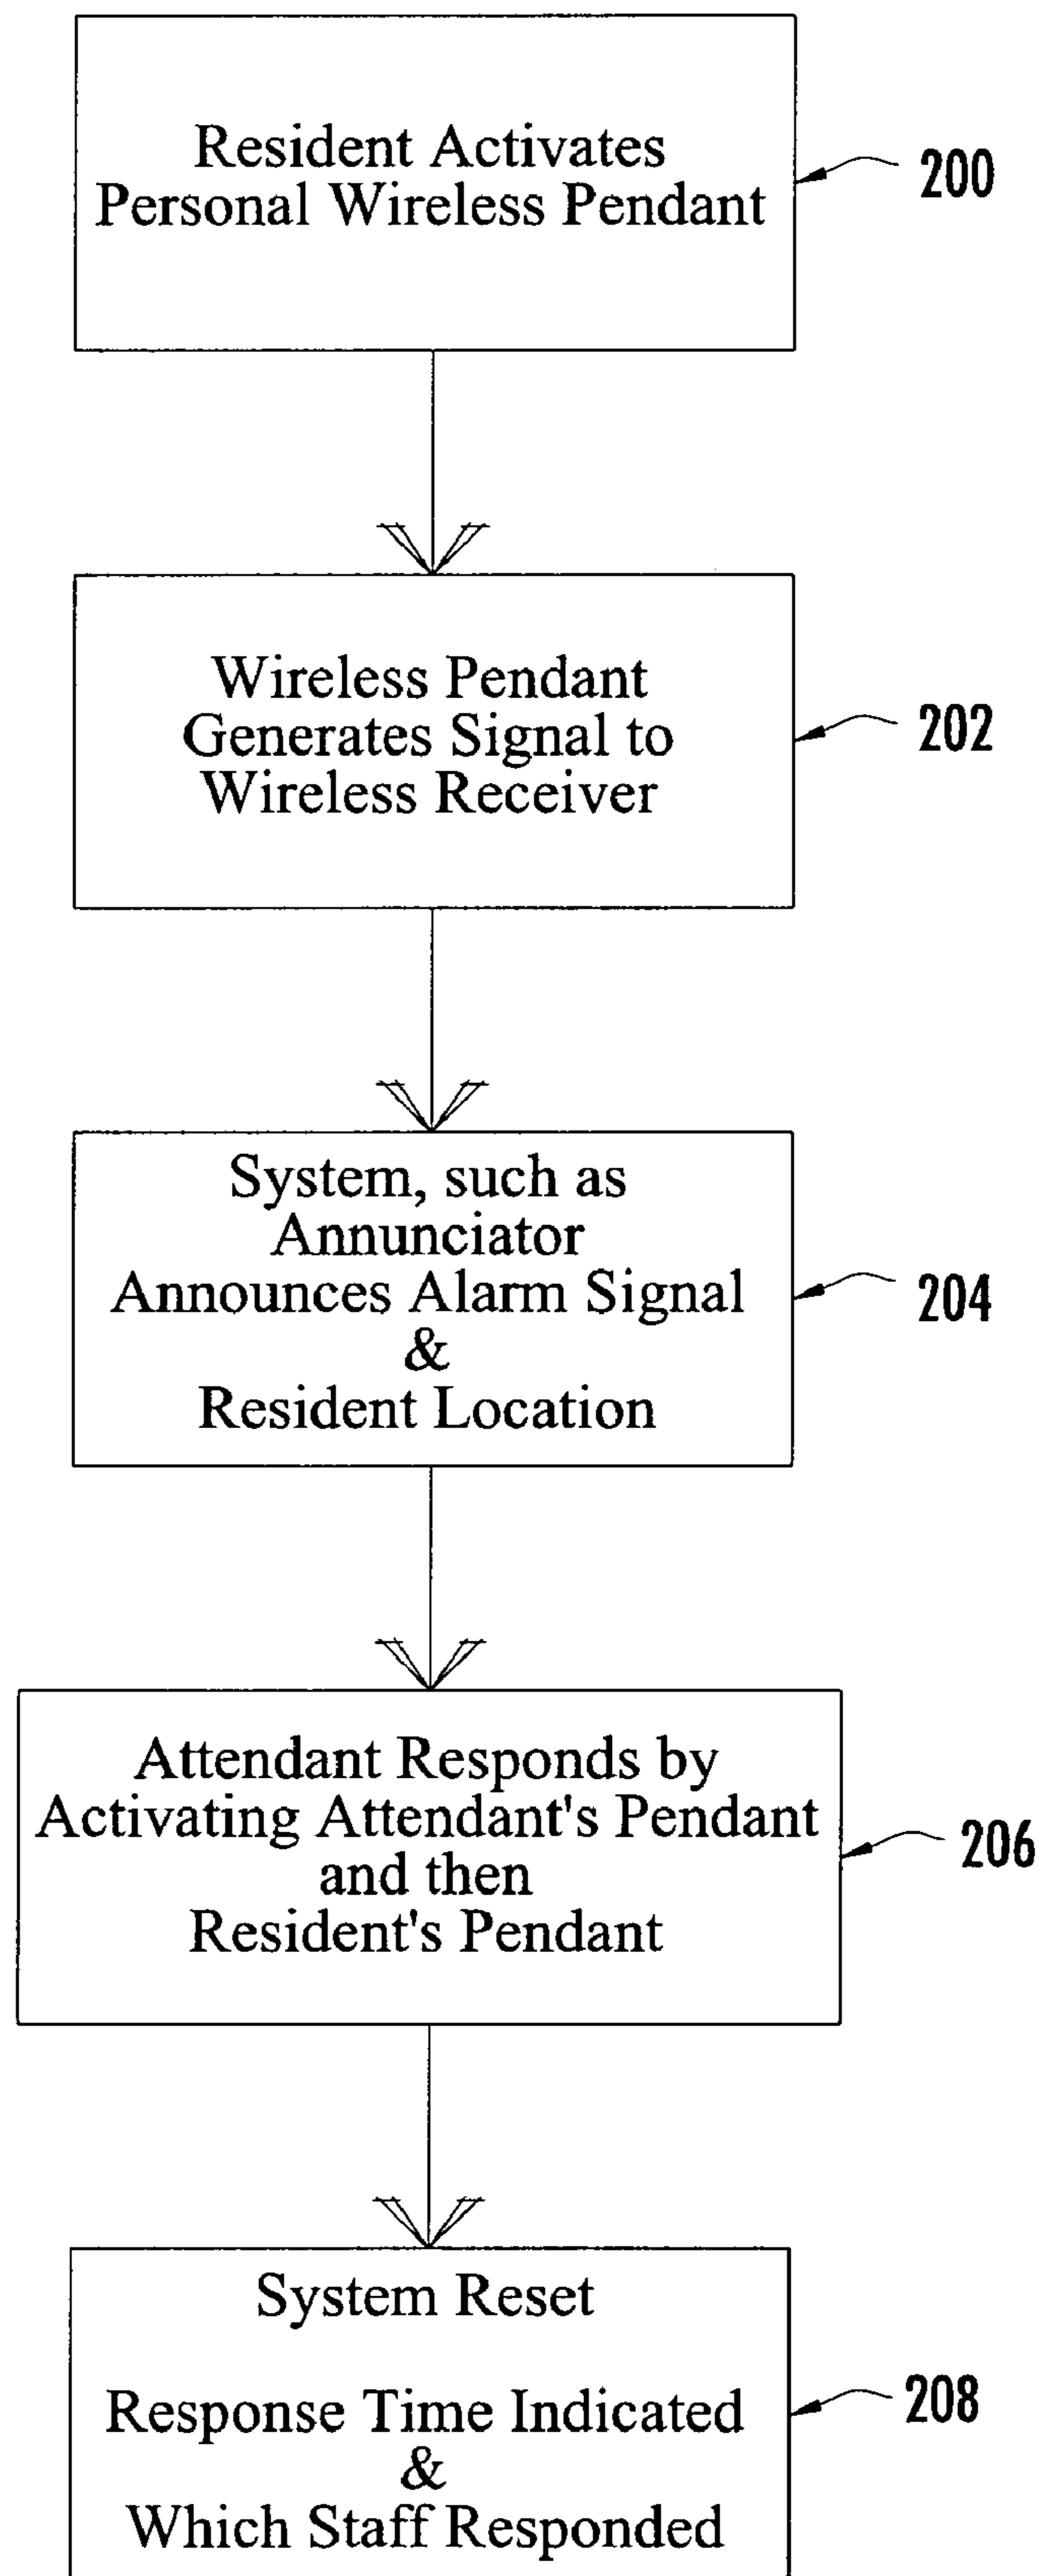 Resident Activates
Personal Wireless Pendant
200
Wireless Pendant
Generates Signal to
Wireless Receiver
202
System, such as
Annunciator
Announces Alarm Signal
&
Resident Location
204
Attendant Responds by
Activating Attendant's Pendant
and then
Resident's Pendant
206
System Reset
Response Time Indicated
&
Which Staff Responded
208